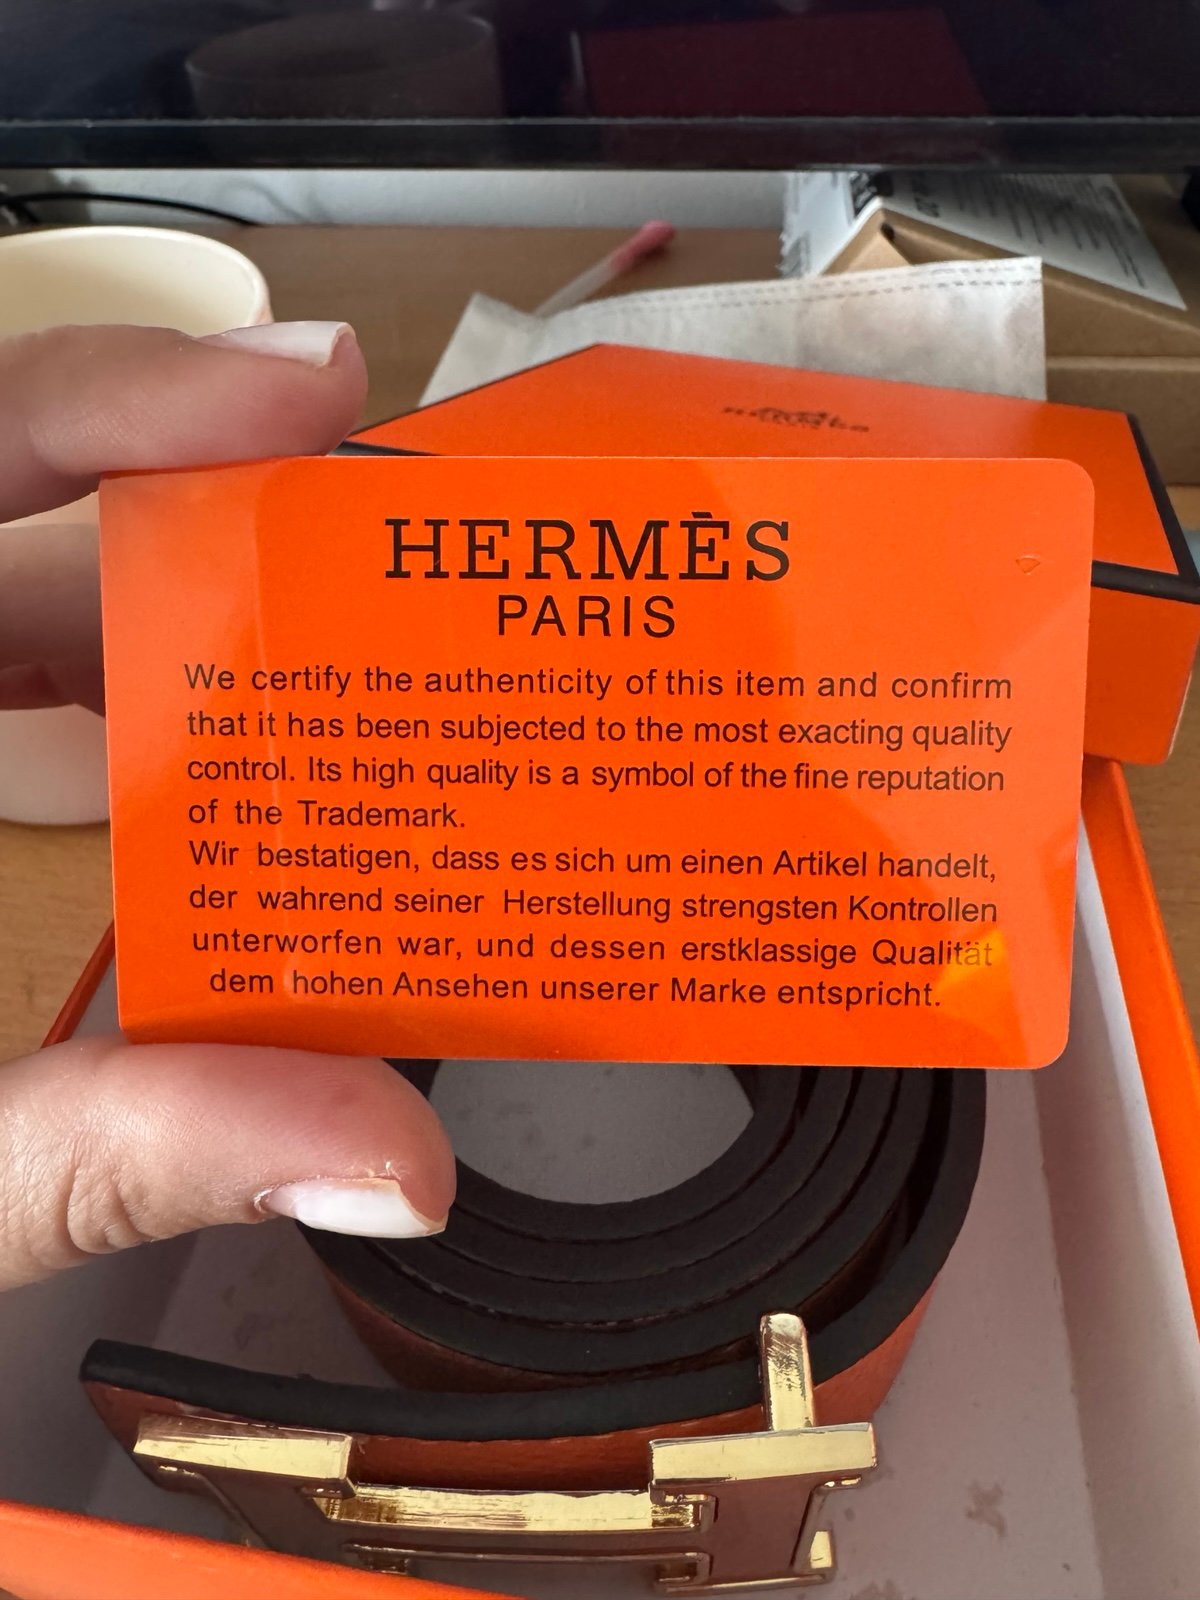 HERMÈS
HERMĒS
PARIS
We certify the authenticity of this item and confirm
that it has been subjected to the most exacting quality
control. Its high quality is a symbol of the fine reputation
of the Trademark.
Wir bestatigen, dass es sich um einen Artikel handelt,
der wahrend seiner Herstellung strengsten Kontrollen
unterworfen war, und dessen erstklassige Qualität
dem hohen Ansehen unserer Marke entspricht.